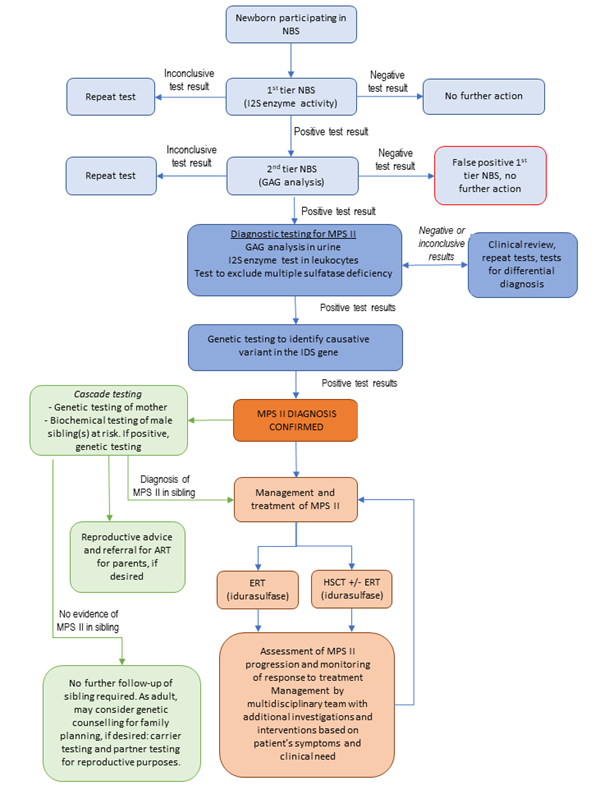 Newborn participating in
NBS
Inconclusive
test result
Negative
test result
Repeat test
1st tier NBS
(I2S enzyme activity)
No further action
Positive test result
Inconclusive
test result
Negative
test result
Repeat test
2nd tier NBS
(GAG analysis)
False positive 1st
tier NBS, no
further action
Positive test result
Diagnostic testing for MPS II
GAG analysis in urine
I2S enzyme test in leukocytes
Test to exclude multiple sulfatase deficiency
Negative or
inconclusive
results
Clinical review,
repeat tests, tests
for differential
diagnosis
Positive test results
Genetic testing to identify causative
variant in the IDS gene
Positive test results
Cascade testing
- Genetic testing of mother
- Biochemical testing of male
sibling(s) at risk. If positive,
genetic testing
MPS II DIAGNOSIS
CONFIRMED
Diagnosis of
MPS II in sibling
Management and
treatment of MPS II
Reproductive advice
and referral for ART
for parents, if
desired
ERT
(idursulfase)
HSCT +/- ERT
(idursulfase)
No evidence of
MPS II in sibling
Assessment of MPS II
progression and monitoring
of response to treatment
Management by
multidisciplinary team with
additional investigations and
interventions based on
patient's symptoms and
clinical need
No further follow-up of
sibling required. As adult,
may consider genetic
counselling for family
planning, if desired: carrier
testing and partner testing
for reproductive purposes.